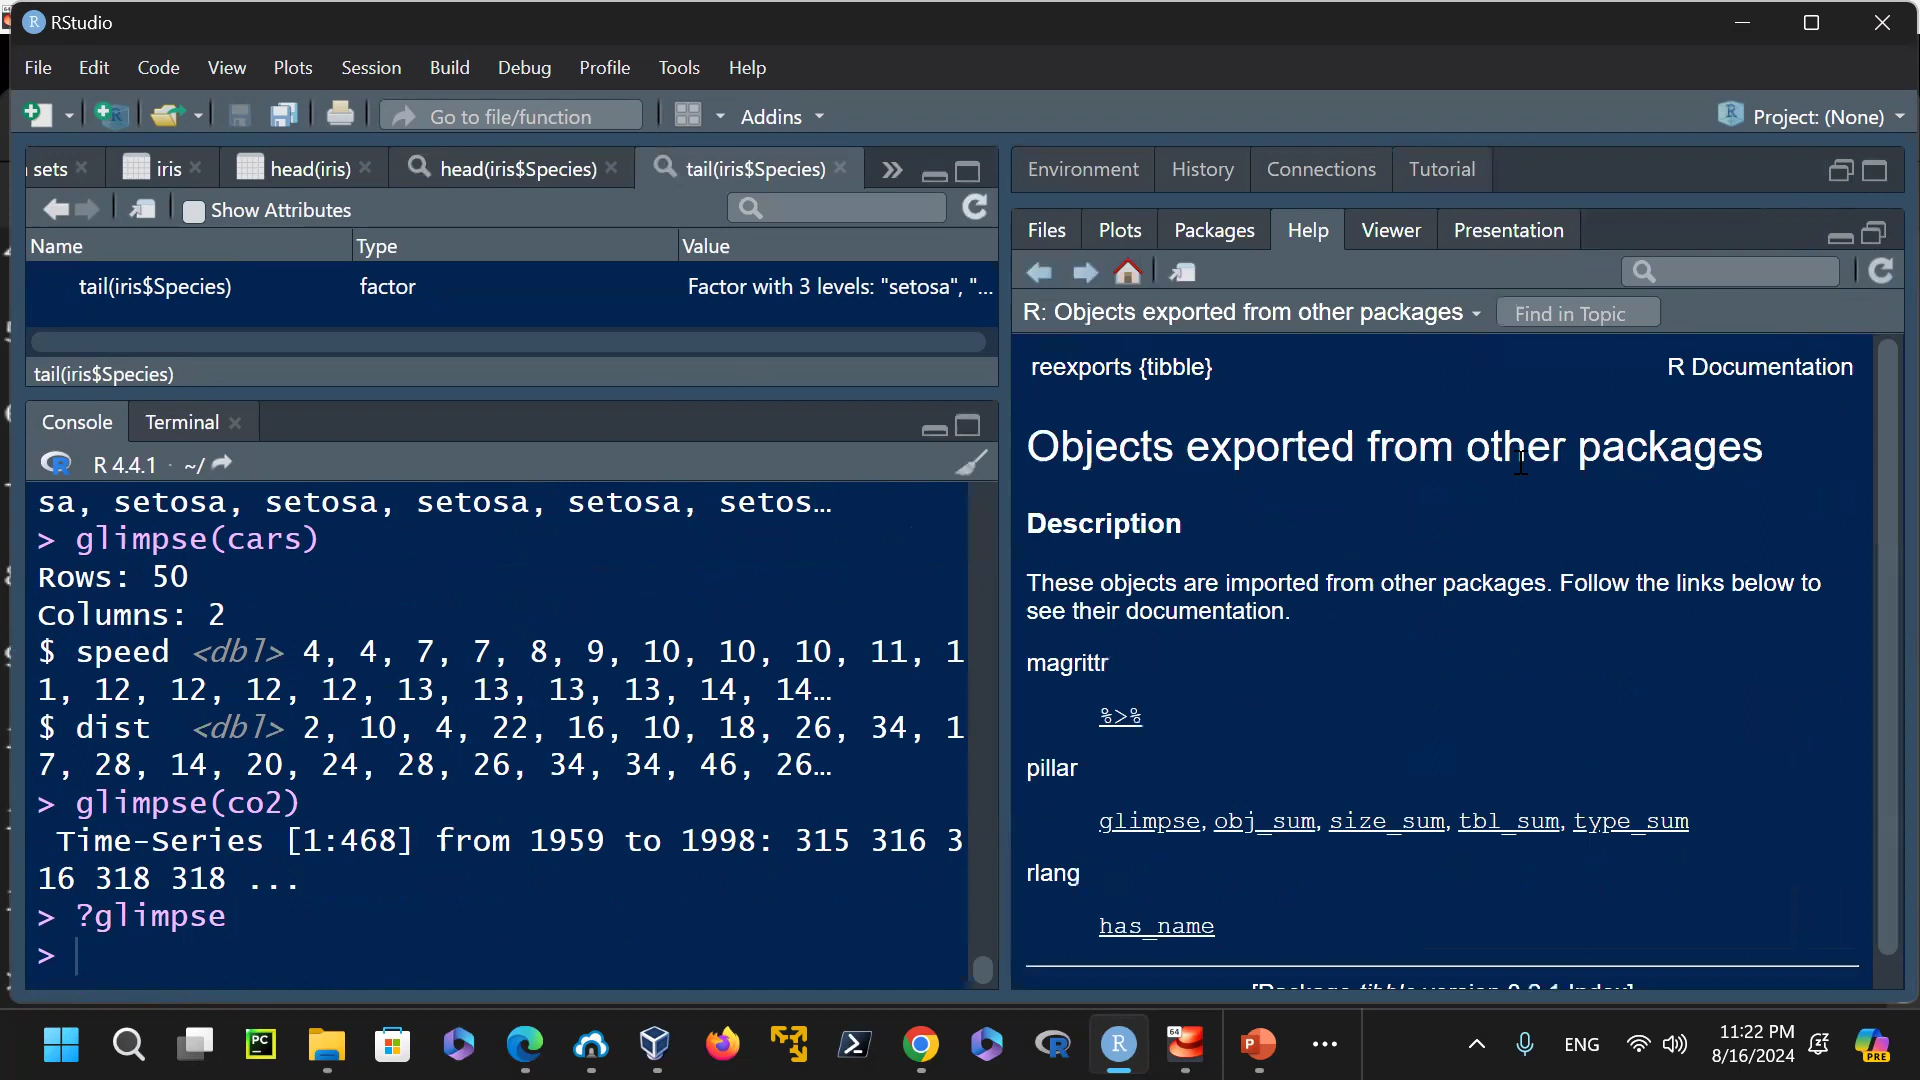 RStudio
File Edit Code View Plots Session Build Debug Profile Tools Help
Go to file/function Addins Project: (None)
sets iris head(iris) head(iris$Species) tail(iris$Species)
Show Attributes
Name Type Value
tail(iris$Species) factor Factor with 3 levels: "setosa", "...
tail(iris$Species)
Console Terminal
R 4.4.1 · ~/
sa, setosa, setosa, setosa, setosa, setos…
> glimpse(cars)
Rows: 50
Columns: 2
$ speed <dbl> 4, 4, 7, 7, 8, 9, 10, 10, 10, 11, 1
1, 12, 12, 12, 12, 13, 13, 13, 13, 14, 14…
$ dist <dbl> 2, 10, 4, 22, 16, 10, 18, 26, 34, 1
7, 28, 14, 20, 24, 28, 26, 34, 34, 46, 26…
> glimpse(co2)
Time-Series [1:468] from 1959 to 1998: 315 316 3
16 318 318 ...
> ?glimpse
>
Environment History Connections Tutorial
Files Plots Packages Help Viewer Presentation
R: Objects exported from other packages Find in Topic
reexports {tibble} R Documentation
Objects exported from other packages
Description
These objects are imported from other packages. Follow the links below to
see their documentation.
magrittr
%>%
pillar
glimpse, obj_sum, size_sum, tbl_sum, type_sum
rlang
has_name
PC
64
ENG
11:22 PM
8/16/2024
PRE